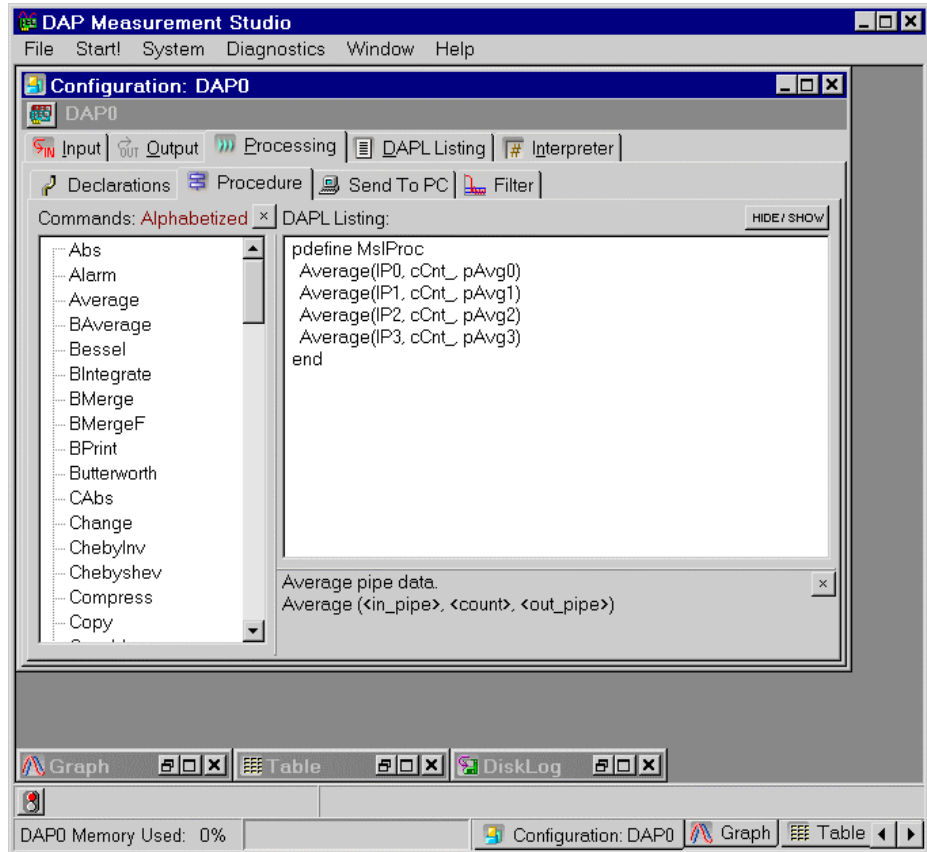 DAP Measurement Studio
File Start! System Diagnostics Window Help
Configuration: DAP0
DAP0
IN Input OUT Output Processing DAPL Listing # Interpreter
Declarations Procedure Send To PC Filter
Commands: Alphabetized × DAPL Listing: HIDE / SHOW
Abs
Alarm
Average
BAverage
Bessel
BIntegrate
BMerge
BMergeF
BPrint
Butterworth
CAbs
Change
ChebyInv
Chebyshev
Compress
Copy
pdefine MslProc
Average(IP0, cCnt_, pAvg0)
Average(IP1, cCnt_, pAvg1)
Average(IP2, cCnt_, pAvg2)
Average(IP3, cCnt_, pAvg3)
end
Average pipe data.
Average (<in_pipe>, <count>, <out_pipe>)
Graph Table DiskLog
DAP0 Memory Used: 0% Configuration: DAP0 Graph Table